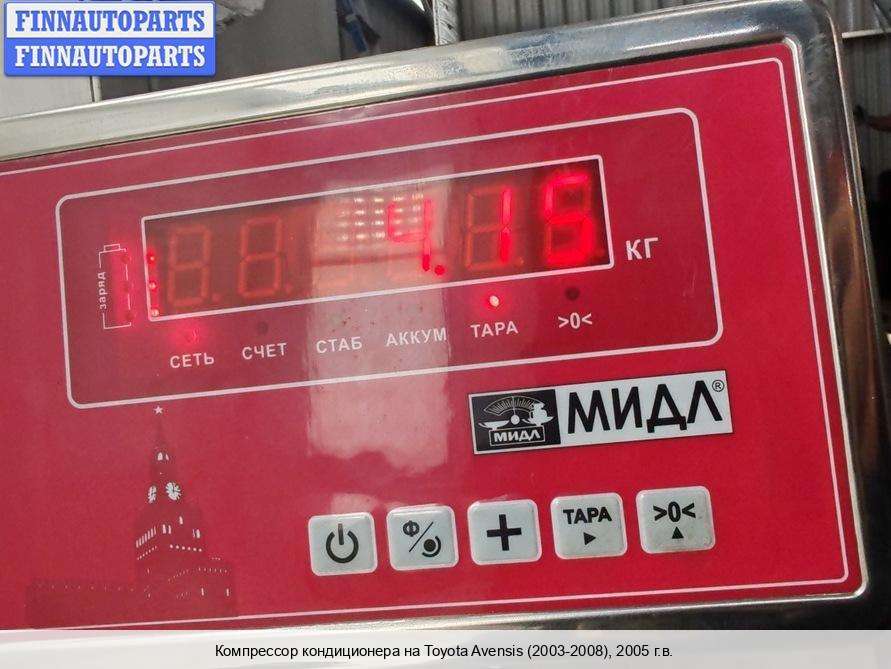 FINNAUTOPARTS
FINNAUTOPARTS
заряд
4.15
КГ
СЕТЬ СЧЕТ СТАБ АККУМ ТАРА >0<
МИДЛ
МИДЛ®
Ф/ + ТАРА >0<
Компрессор кондиционера на Toyota Avensis (2003-2008), 2005 г.в.